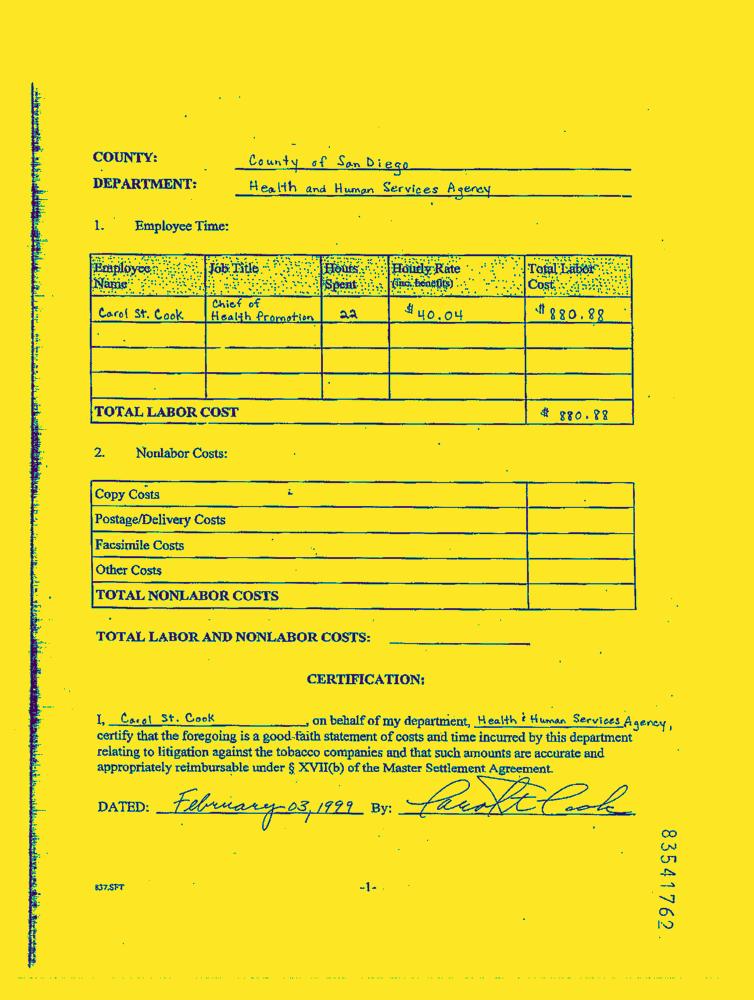 COUNTY: County of San Diego
DEPARTMENT: Health and Human Services Agency
1. Employee Time:
Employee Name Job Title Hours Spent Hourly Rate (inc. benefits) Total Labor Cost
Carol St. Cook Chief of Health Promotion 22 $40.04 $880.88
TOTAL LABOR COST $ 880.88
2. Nonlabor Costs:
Copy Costs
Postage/Delivery Costs
Facsimile Costs
Other Costs
TOTAL NONLABOR COSTS
TOTAL LABOR AND NONLABOR COSTS:
CERTIFICATION:
I, Carol St. Cook, on behalf of my department, Health & Human Services Agency,
certify that the foregoing is a good-faith statement of costs and time incurred by this department
relating to litigation against the tobacco companies and that such amounts are accurate and
appropriately reimbursable under § XVII(b) of the Master Settlement Agreement.
DATED: February 03, 1999 By: Carol St Cook
837.SFT
-1-
83541762